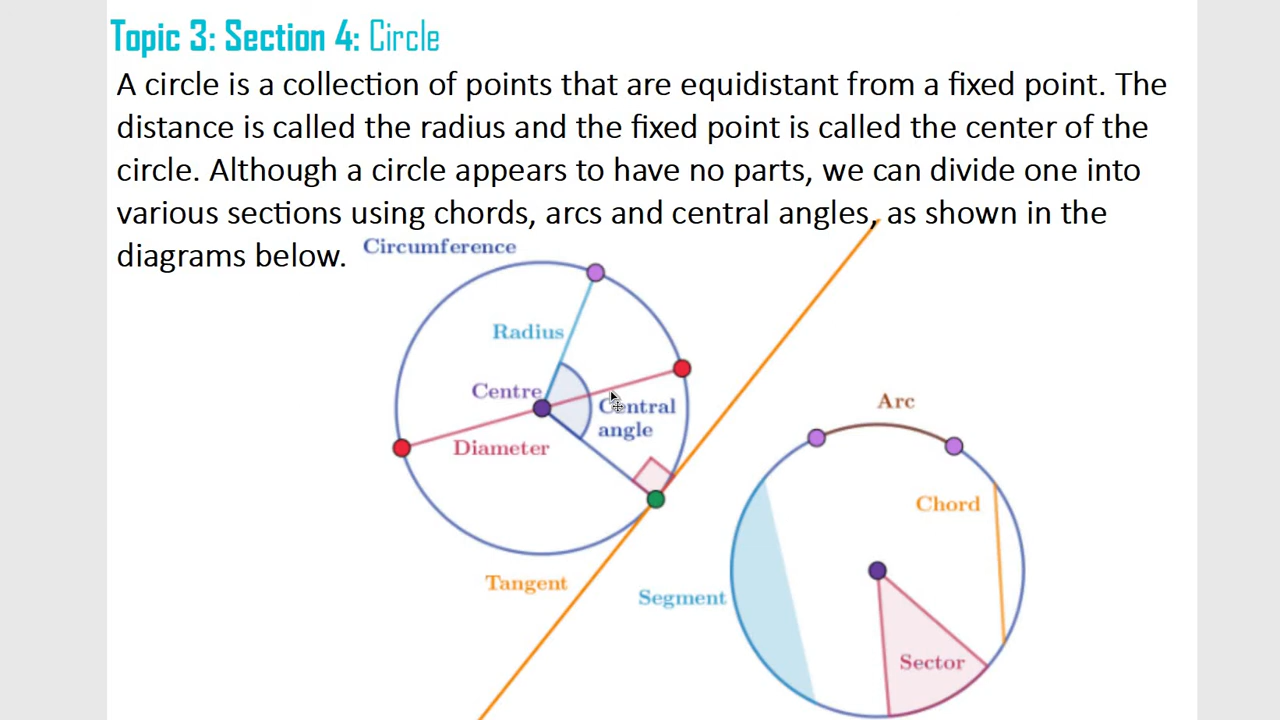 Topic 3: Section 4: Circle
A circle is a collection of points that are equidistant from a fixed point. The
distance is called the radius and the fixed point is called the center of the
circle. Although a circle appears to have no parts, we can divide one into
various sections using chords, arcs and central angles, as shown in the
diagrams below.
Circumference
Radius
Centre
Central
angle
Diameter
Tangent
Arc
Chord
Segment
Sector